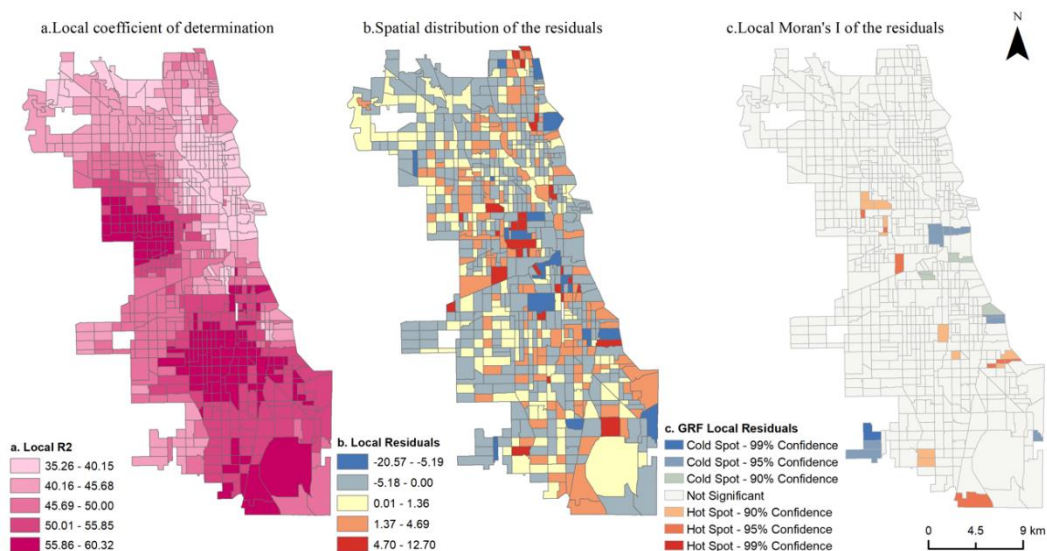 a.Local coefficient of determination
b.Spatial distribution of the residuals
c.Local Moran's I of the residuals
N
a. Local R2
35.26 - 40.15
40.16 - 45.68
45.69 - 50.00
50.01 - 55.85
55.86 - 60.32
b. Local Residuals
-20.57 - -5.19
-5.18 - 0.00
0.01 - 1.36
1.37 - 4.69
4.70 - 12.70
c. GRF Local Residuals
Cold Spot - 99% Confidence
Cold Spot - 95% Confidence
Cold Spot - 90% Confidence
Not Significant
Hot Spot - 90% Confidence
Hot Spot - 95% Confidence
Hot Spot - 99% Confidence
0 4.5 9 km